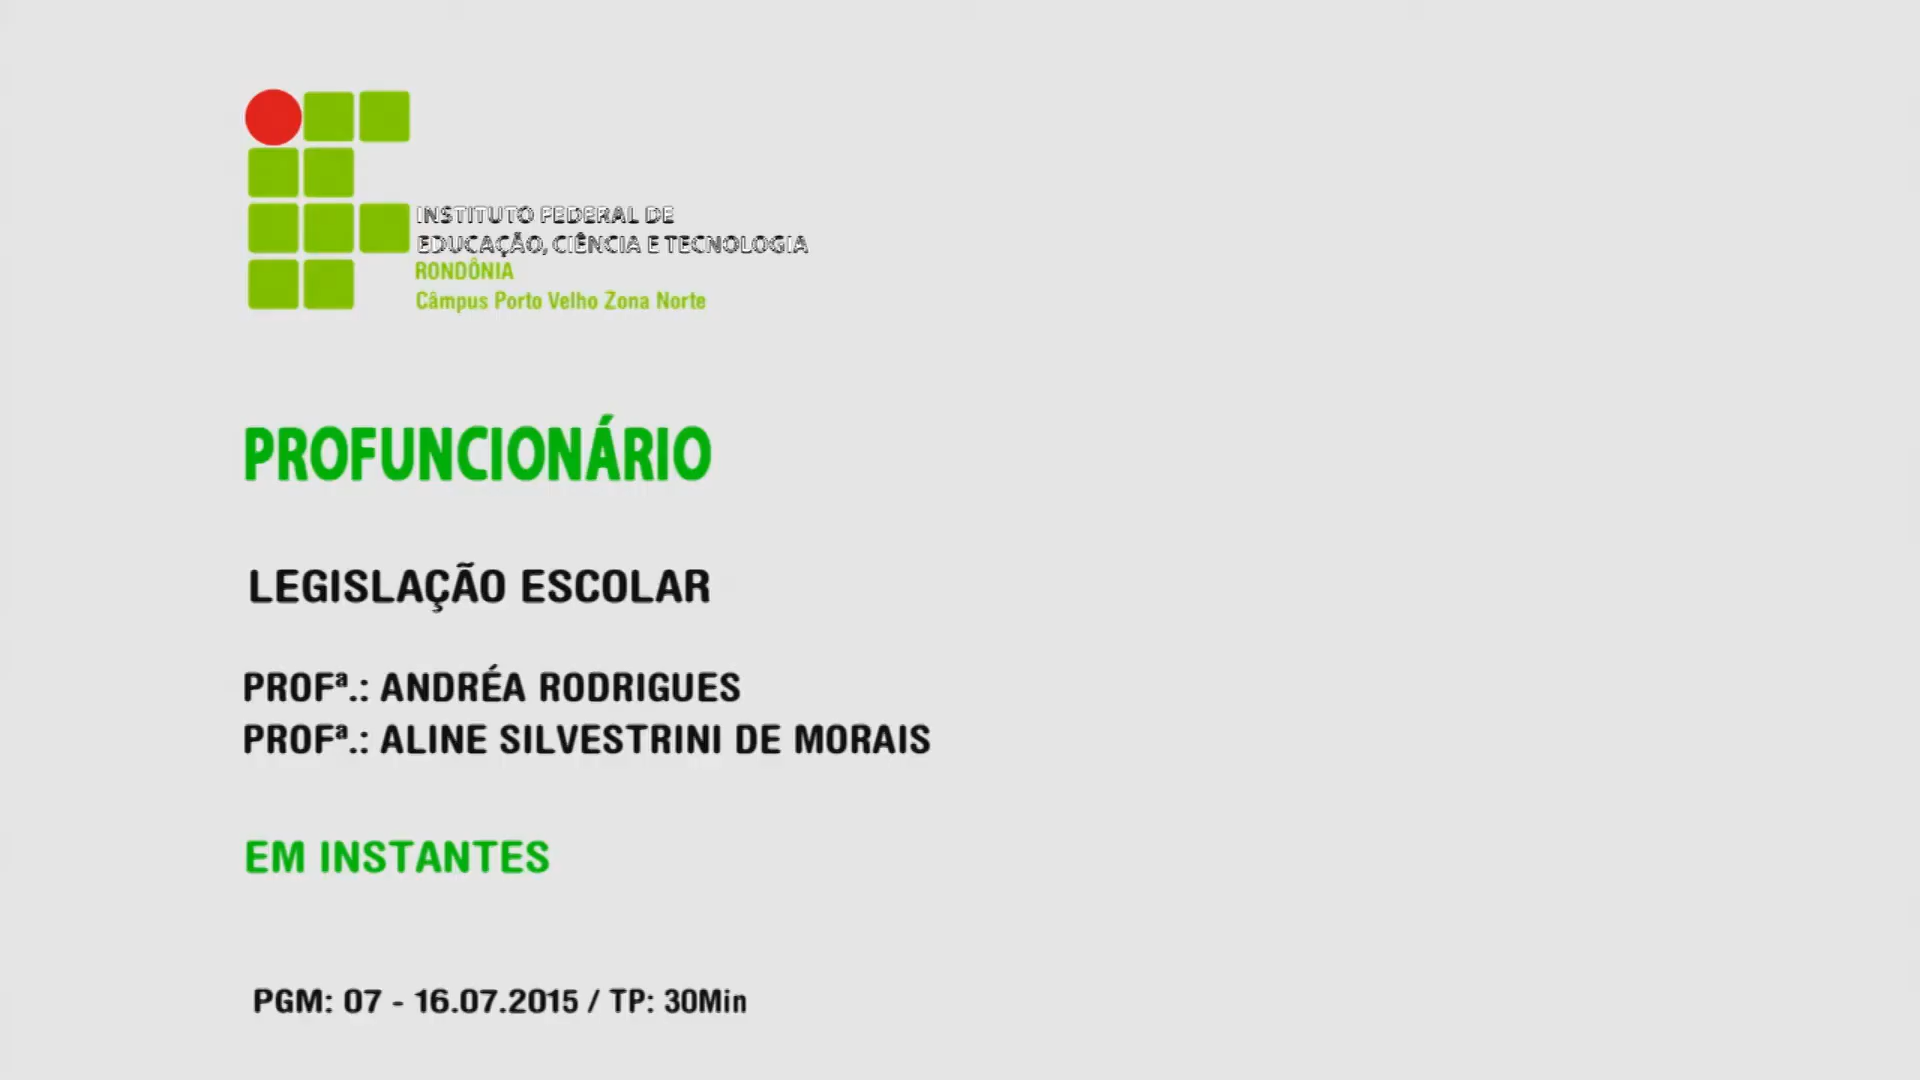 INSTITUTO FEDERAL DE
EDUCAÇÃO, CIÊNCIA E TECNOLOGIA
RONDÔNIA
Câmpus Porto Velho Zona Norte
PROFUNCIONÁRIO
LEGISLAÇÃO ESCOLAR
PROFª.: ANDRÉA RODRIGUES
PROFª.: ALINE SILVESTRINI DE MORAIS
EM INSTANTES
PGM: 07 - 16.07.2015 / TP: 30Min